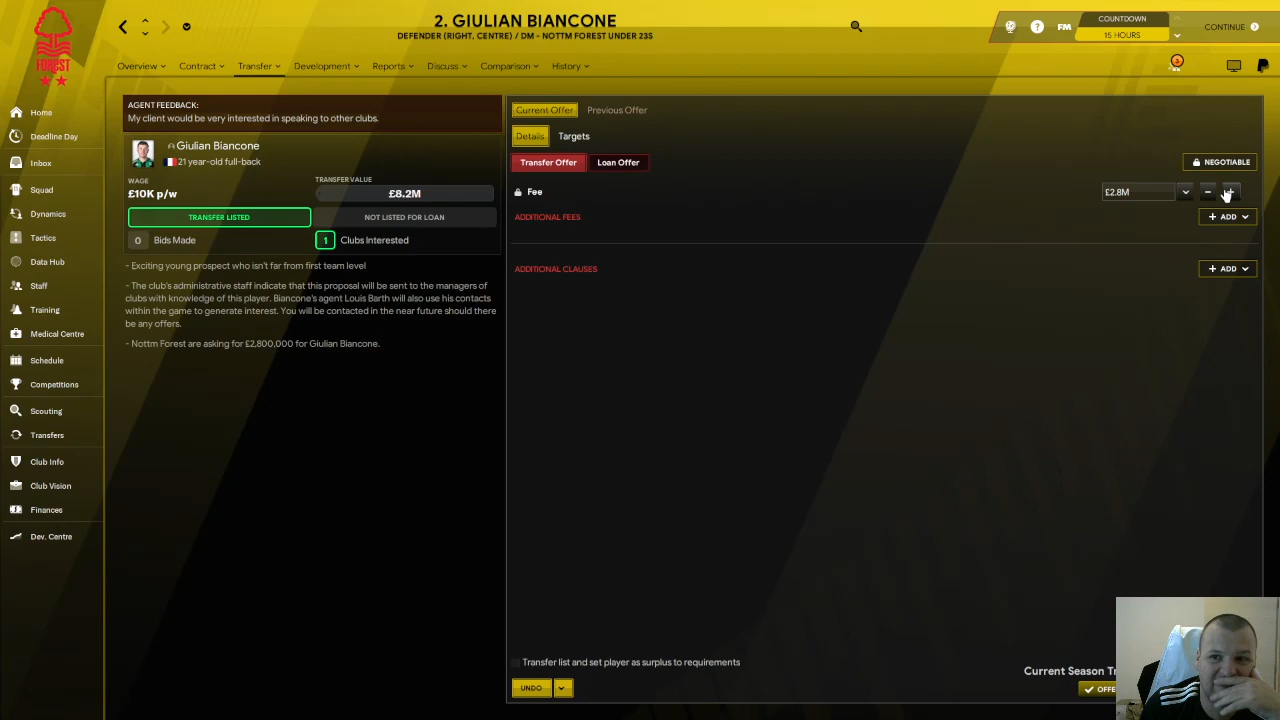 2. GIULIAN BIANCONE
DEFENDER (RIGHT, CENTRE) / DM - NOTTM FOREST UNDER 23S
FM
COUNTDOWN
15 HOURS
CONTINUE
FOREST
Overview
Contract
Transfer
Development
Reports
Discuss
Comparison
History
Home
Deadline Day
Inbox
Squad
Dynamics
Tactics
Data Hub
Staff
Training
Medical Centre
Schedule
Competitions
Scouting
Transfers
Club Info
Club Vision
Finances
Dev. Centre
AGENT FEEDBACK:
My client would be very interested in speaking to other clubs.
Giulian Biancone
21 year-old full-back
WAGE
£10K p/w
TRANSFER VALUE
£8.2M
TRANSFER LISTED
NOT LISTED FOR LOAN
0 Bids Made
1 Clubs Interested
- Exciting young prospect who isn't far from first team level
- The club's administrative staff indicate that this proposal will be sent to the managers of
clubs with knowledge of this player. Biancone's agent Louis Barth will also use his contacts
within the game to generate interest. You will be contacted in the near future should there
be any offers.
- Nottm Forest are asking for £2,800,000 for Giulian Biancone.
Current Offer
Previous Offer
Details
Targets
Transfer Offer
Loan Offer
NEGOTIABLE
Fee
£2.8M
ADDITIONAL FEES
+ ADD
ADDITIONAL CLAUSES
+ ADD
Transfer list and set player as surplus to requirements
UNDO
Current Season